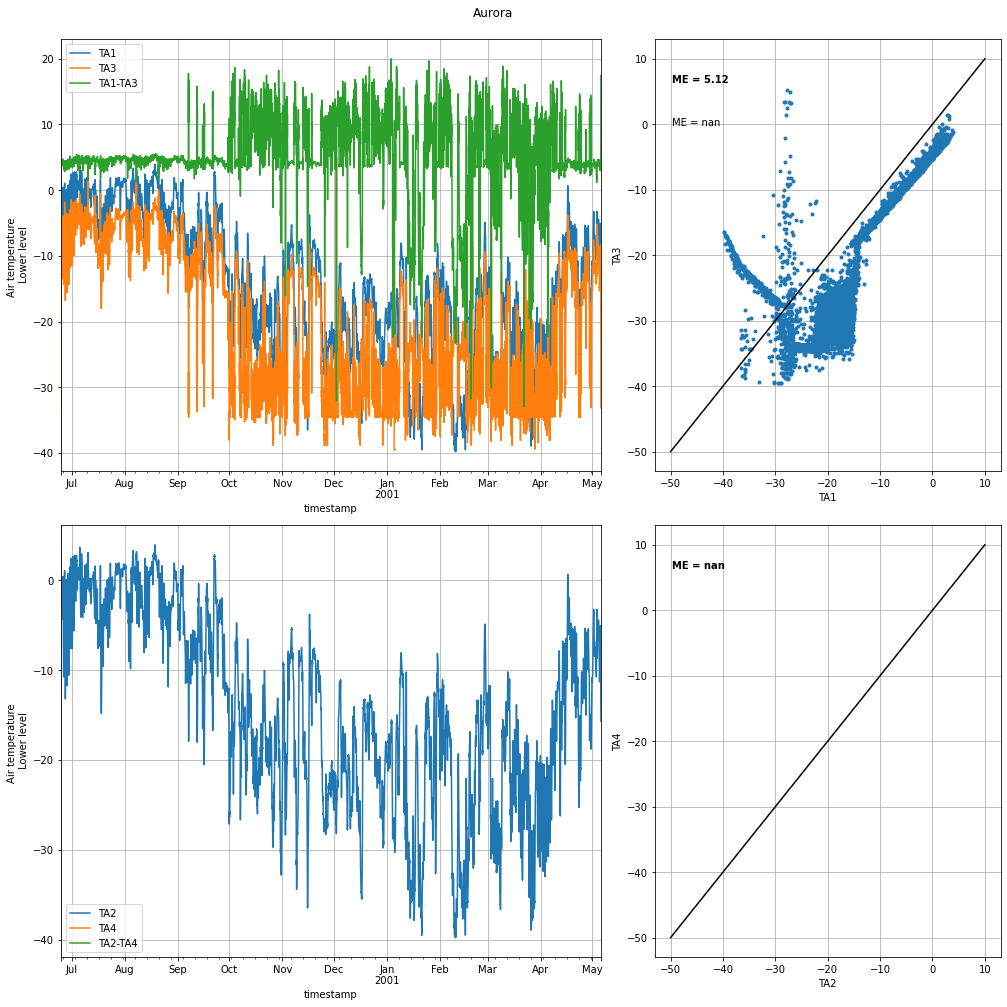 Aurora
TA1
TA3
TA1-TA3
20
10
0
−10
−20
−30
−40
Air temperature
Lower level
Jul
Aug
Sep
Oct
Nov
Dec
Jan
2001
Feb
Mar
Apr
May
timestamp
ME = 5.12
ME = nan
10
0
−10
−20
−30
−40
−50
TA3
−50
−40
−30
−20
−10
0
10
TA1
0
−10
−20
−30
−40
Air temperature
Lower level
TA2
TA4
TA2-TA4
Jul
Aug
Sep
Oct
Nov
Dec
Jan
2001
Feb
Mar
Apr
May
timestamp
ME = nan
10
0
−10
−20
−30
−40
−50
TA4
−50
−40
−30
−20
−10
0
10
TA2